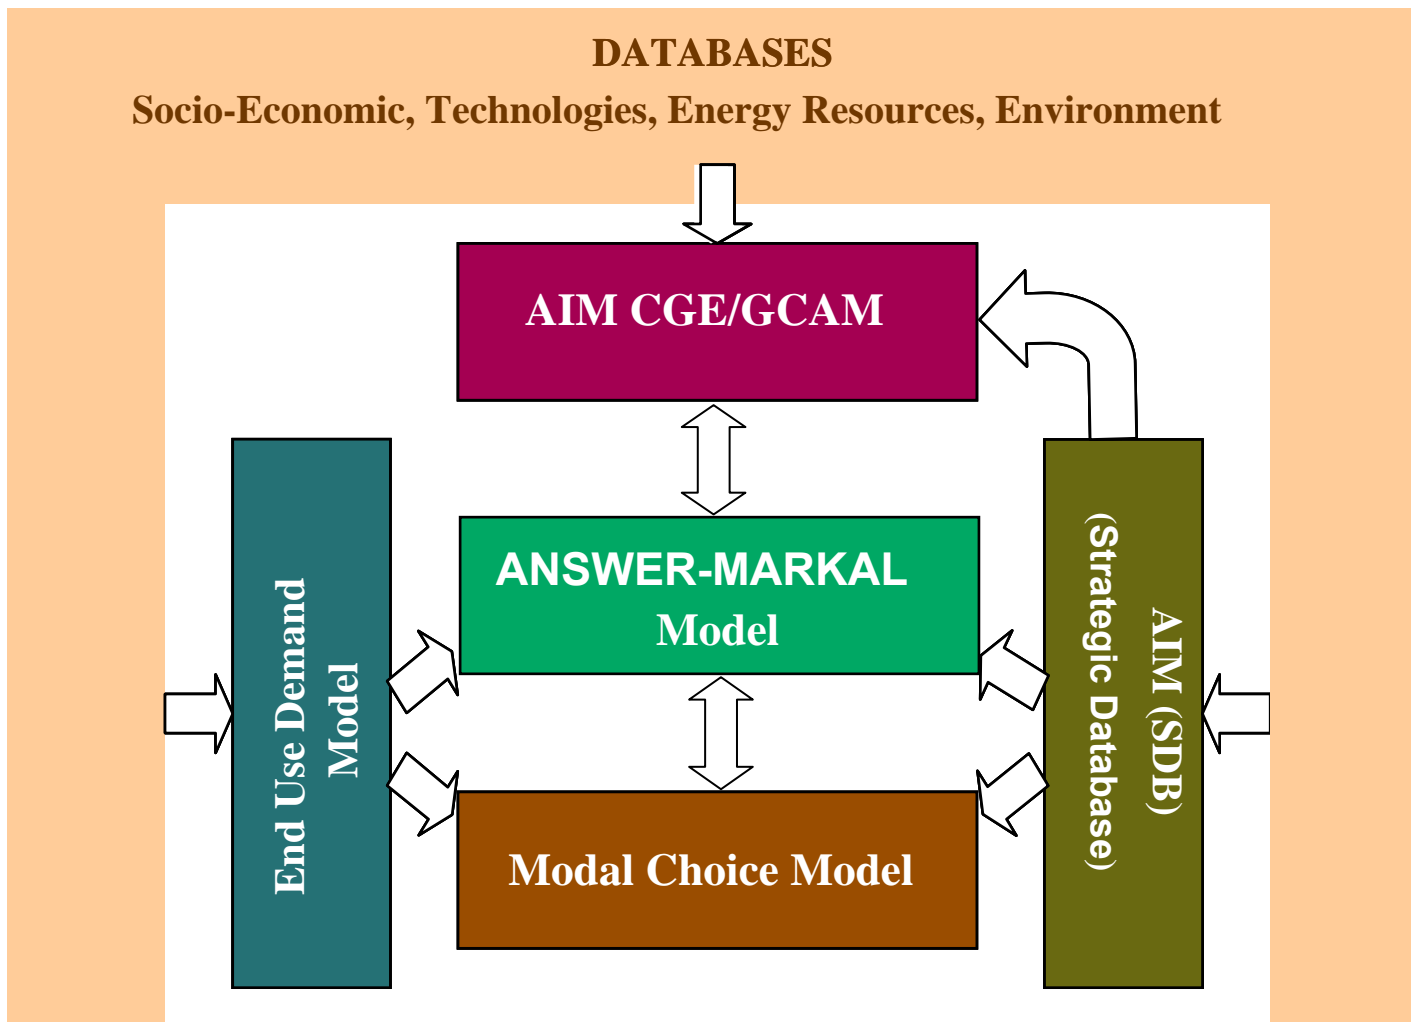 DATABASES
Socio-Economic, Technologies, Energy Resources, Environment
AIM CGE/GCAM
End Use Demand
Model
ANSWER-MARKAL
Model
Modal Choice Model
AIM (SDB)
(Strategic Database)